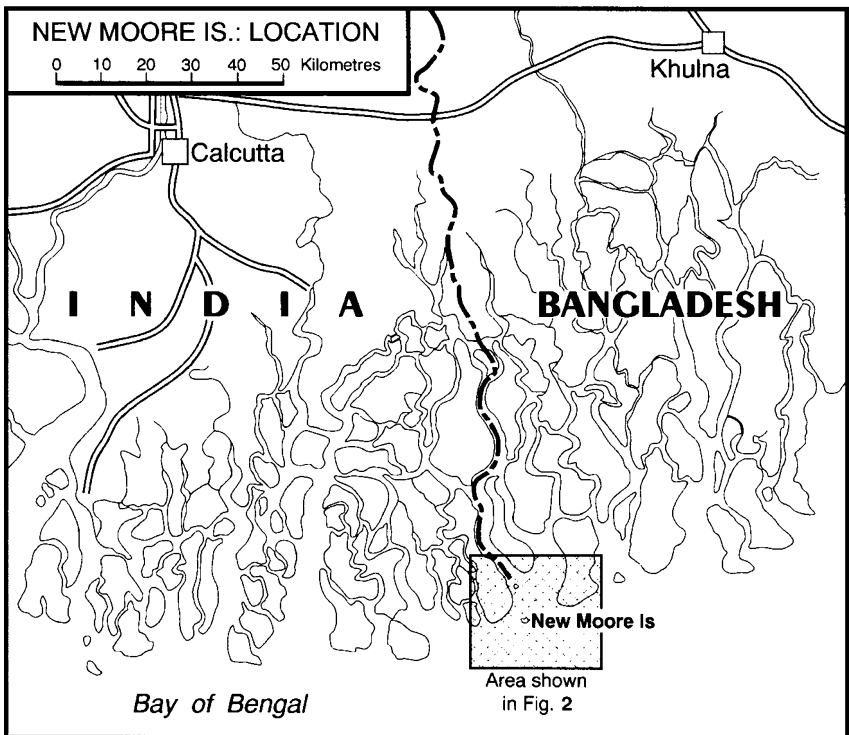 NEW MOORE IS.: LOCATION
0 10 20 30 40 50 Kilometres
Khulna
Calcutta
INDIA
BANGLADESH
New Moore Is
Area shown
in Fig. 2
Bay of Bengal